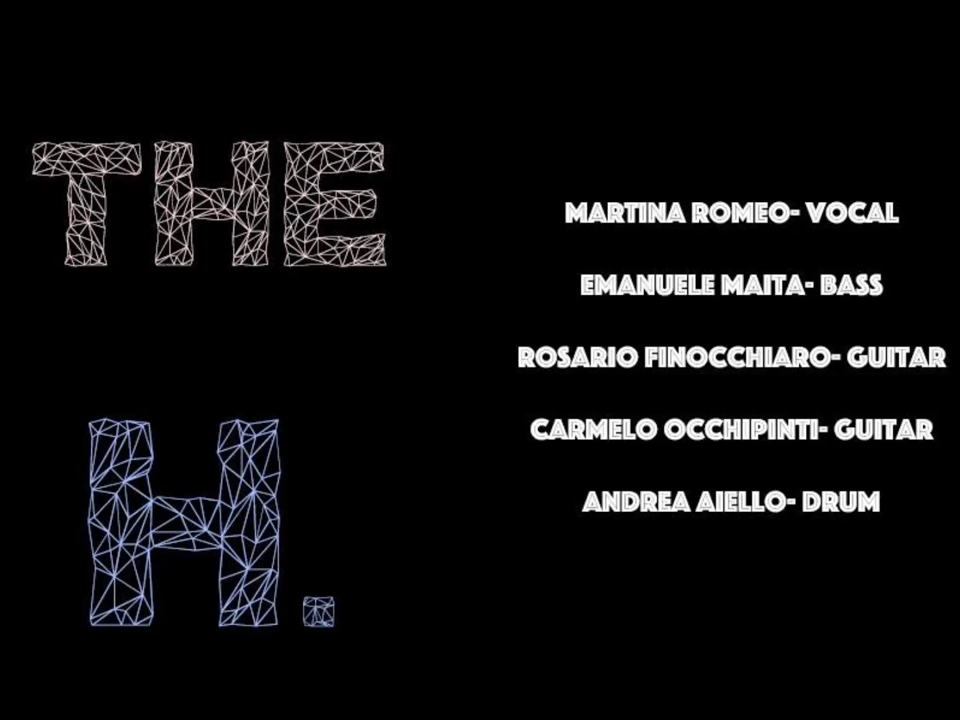 THE
H.
MARTINA ROMEO- VOCAL
EMANUELE MAITA- BASS
ROSARIO FINOCCHIARO- GUITAR
CARMELO OCCHIPINTI- GUITAR
ANDREA AIELLO- DRUM